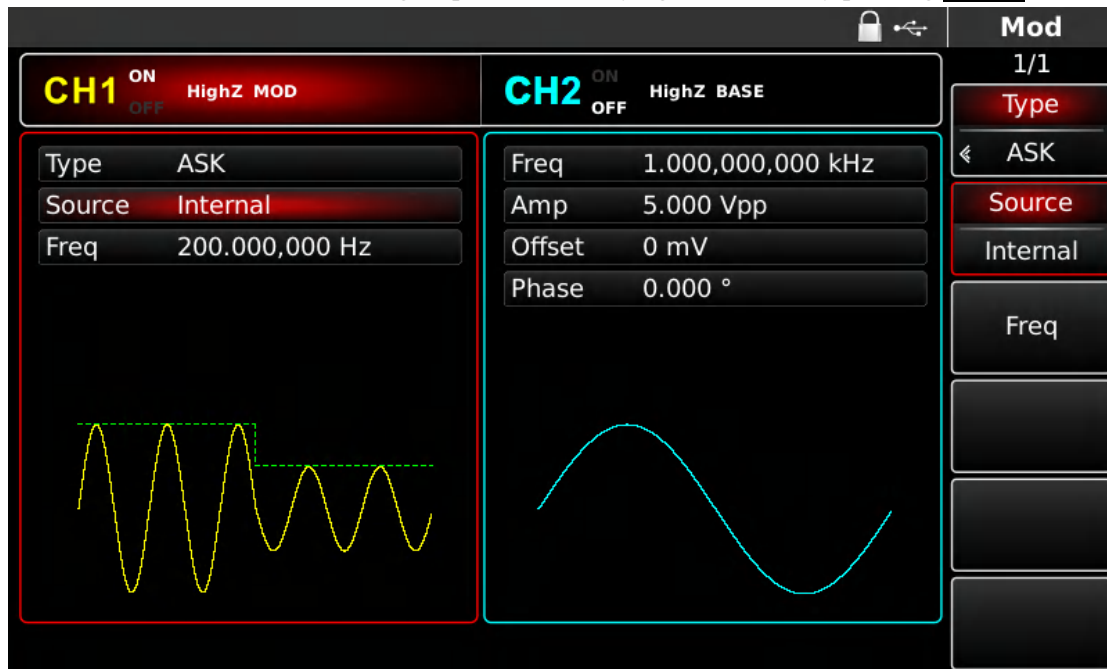 Mod
1/1
CH1 ON OFF HighZ MOD
CH2 ON OFF HighZ BASE
Type ASK
Source Internal
Freq 200.000,000 Hz
Freq 1.000,000,000 kHz
Amp 5.000 Vpp
Offset 0 mV
Phase 0.000 °
Type
ASK
Source
Internal
Freq